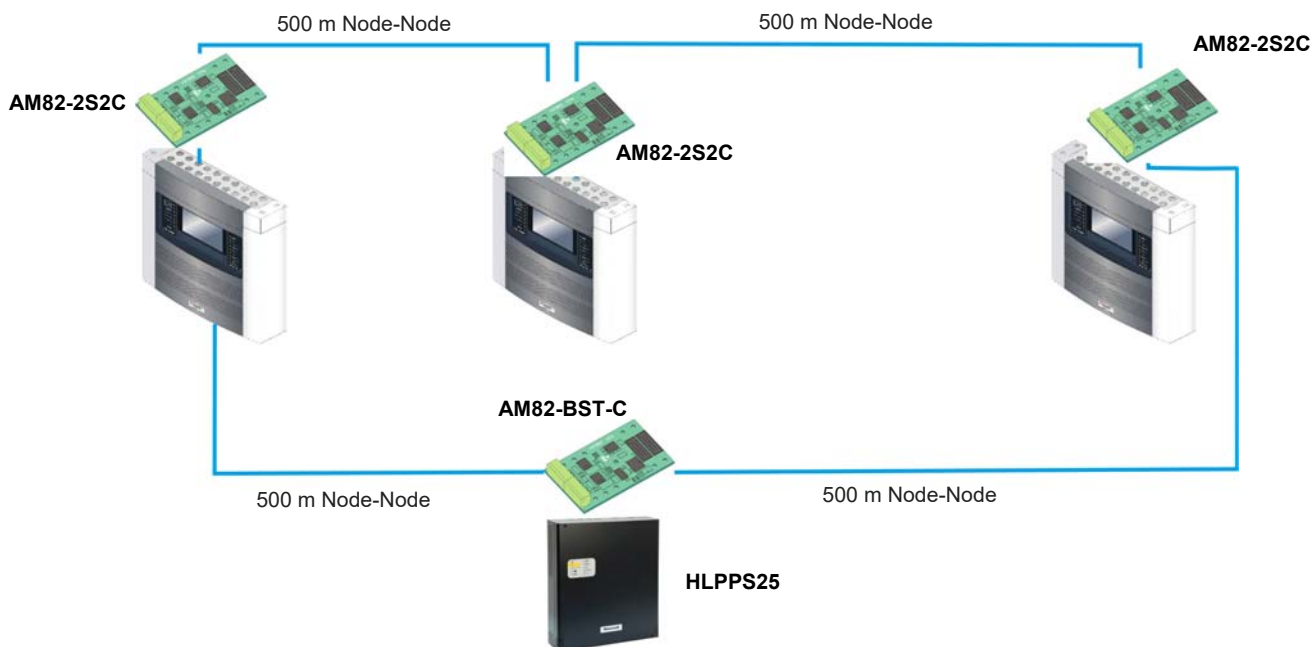 500 m Node-Node
500 m Node-Node
AM82-2S2C
AM82-2S2C
AM82-2S2C
AM82-BST-C
500 m Node-Node
500 m Node-Node
HLPPS25